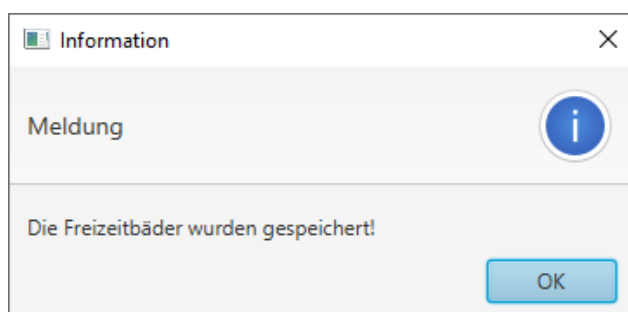 Information
Meldung
Die Freizeitbäder wurden gespeichert!
OK